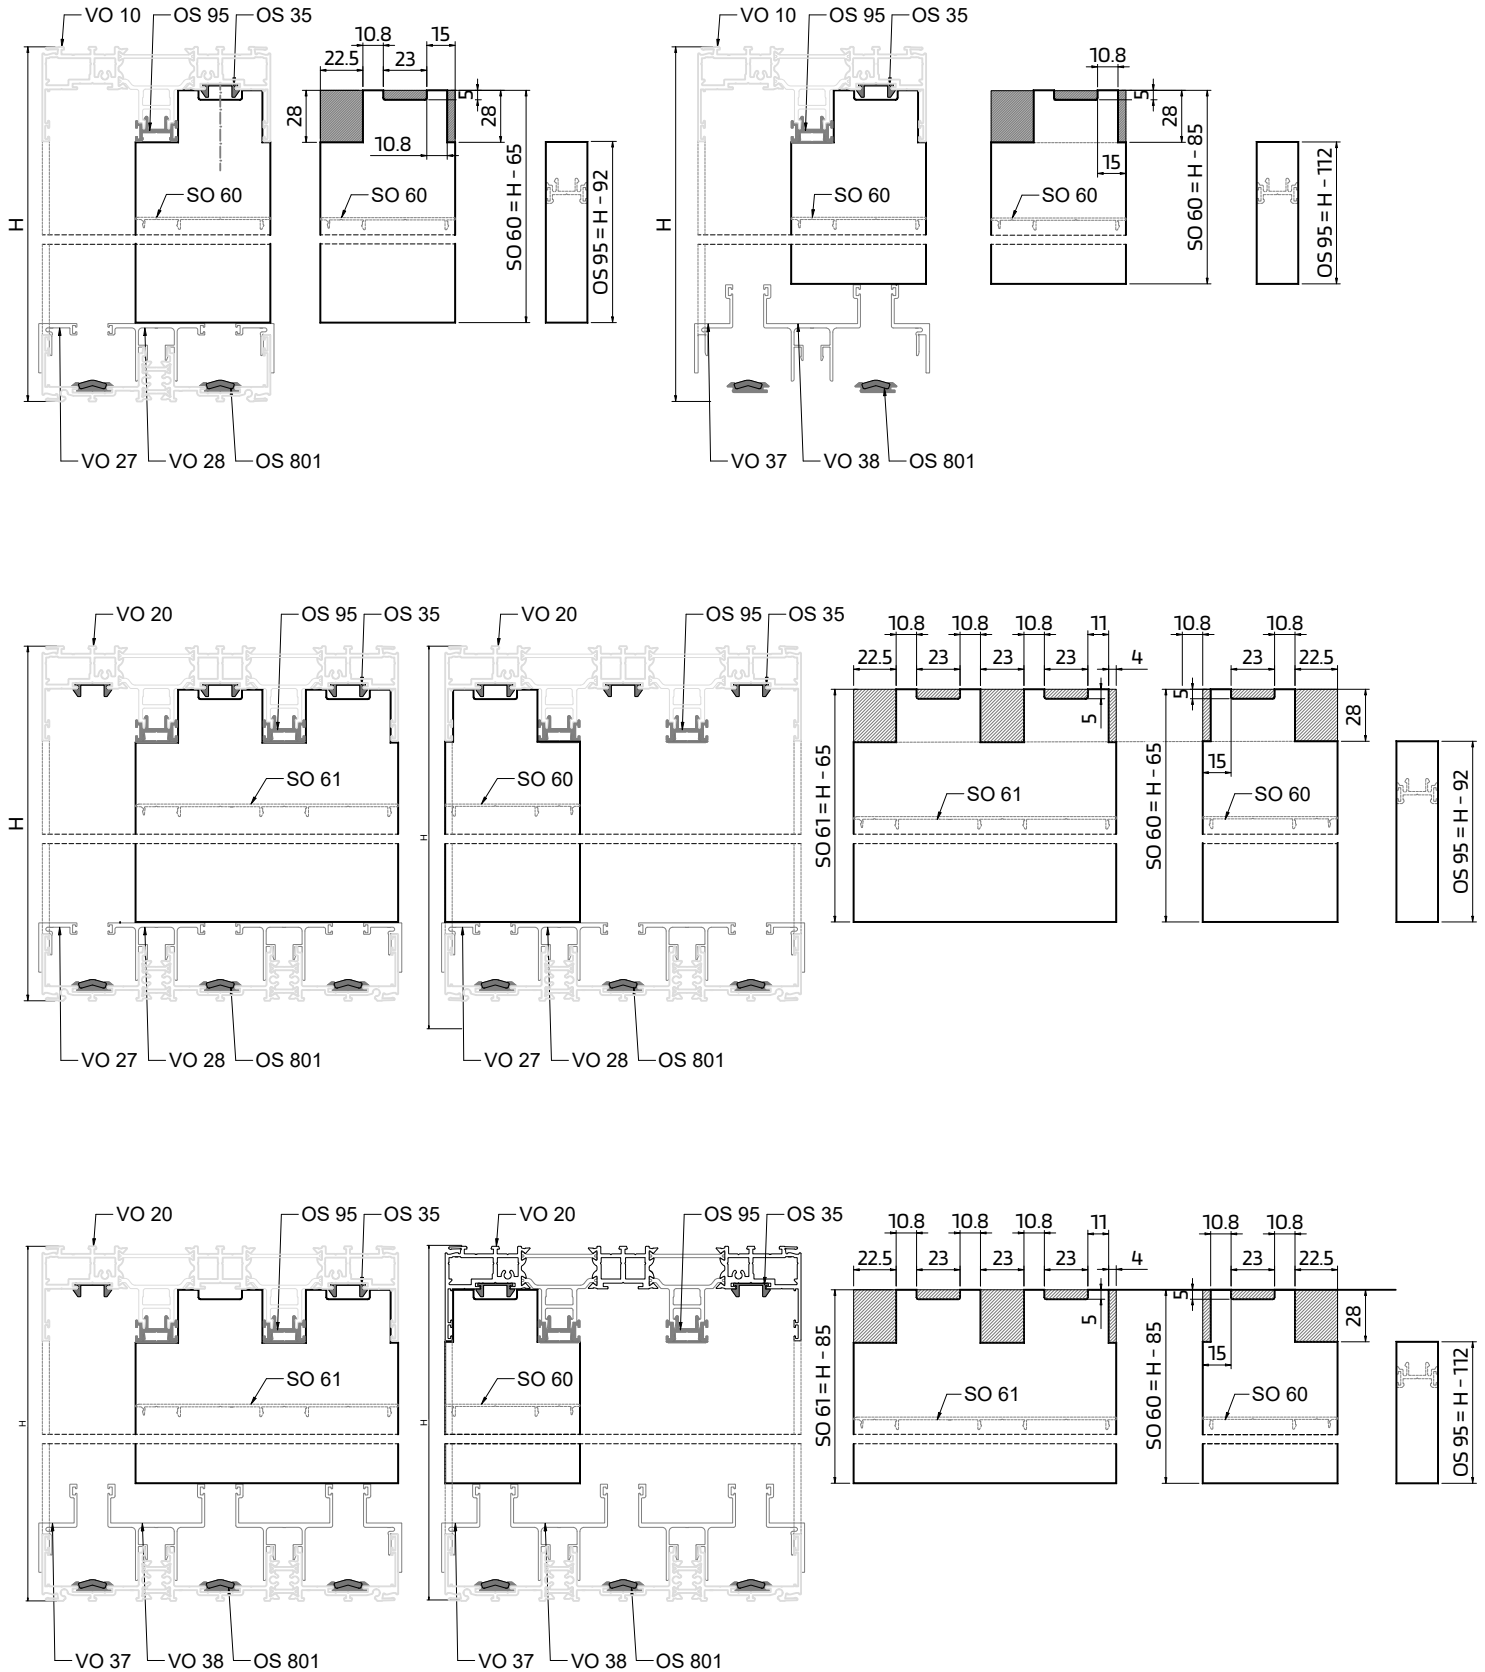 VO 10
OS 95
OS 35
10.8
15
22.5
23
28
5
28
10.8
SO 60
SO 60
SO 60 = H - 65
OS 95 = H - 92
H
VO 27
VO 28
OS 801
VO 10
OS 95
OS 35
10.8
5
28
15
SO 60
SO 60
SO 60 = H - 85
OS 95 = H - 112
H
VO 37
VO 38
OS 801
VO 20
OS 95
OS 35
SO 61
H
VO 27
VO 28
OS 801
VO 20
OS 95
OS 35
SO 60
H
VO 27
VO 28
OS 801
10.8
10.8
10.8
11
22.5
23
23
23
4
5
SO 61
SO 61 = H - 65
10.8
10.8
23
22.5
5
28
15
SO 60
SO 60 = H - 65
OS 95 = H - 92
VO 20
OS 95
OS 35
SO 61
H
VO 37
VO 38
OS 801
VO 20
OS 95
OS 35
SO 60
H
VO 37
VO 38
OS 801
10.8
10.8
10.8
11
22.5
23
23
23
4
5
SO 61
SO 61 = H - 85
10.8
10.8
23
22.5
5
28
15
SO 60
SO 60 = H - 85
OS 95 = H - 112